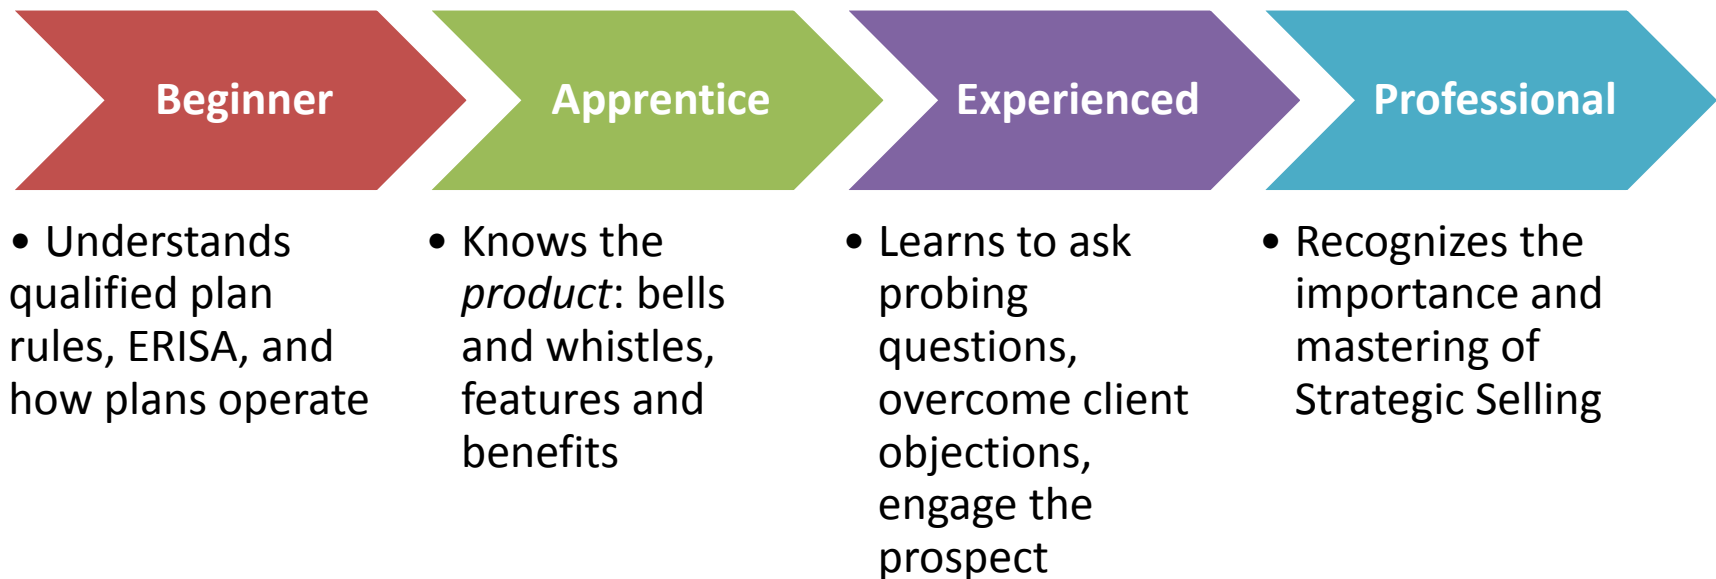 Beginner
Apprentice
Experienced
Professional
• Understands
qualified plan
rules, ERISA, and
how plans operate
• Knows the
product: bells
and whistles,
features and
benefits
• Learns to ask
probing
questions,
overcome client
objections,
engage the
prospect
• Recognizes the
importance and
mastering of
Strategic Selling